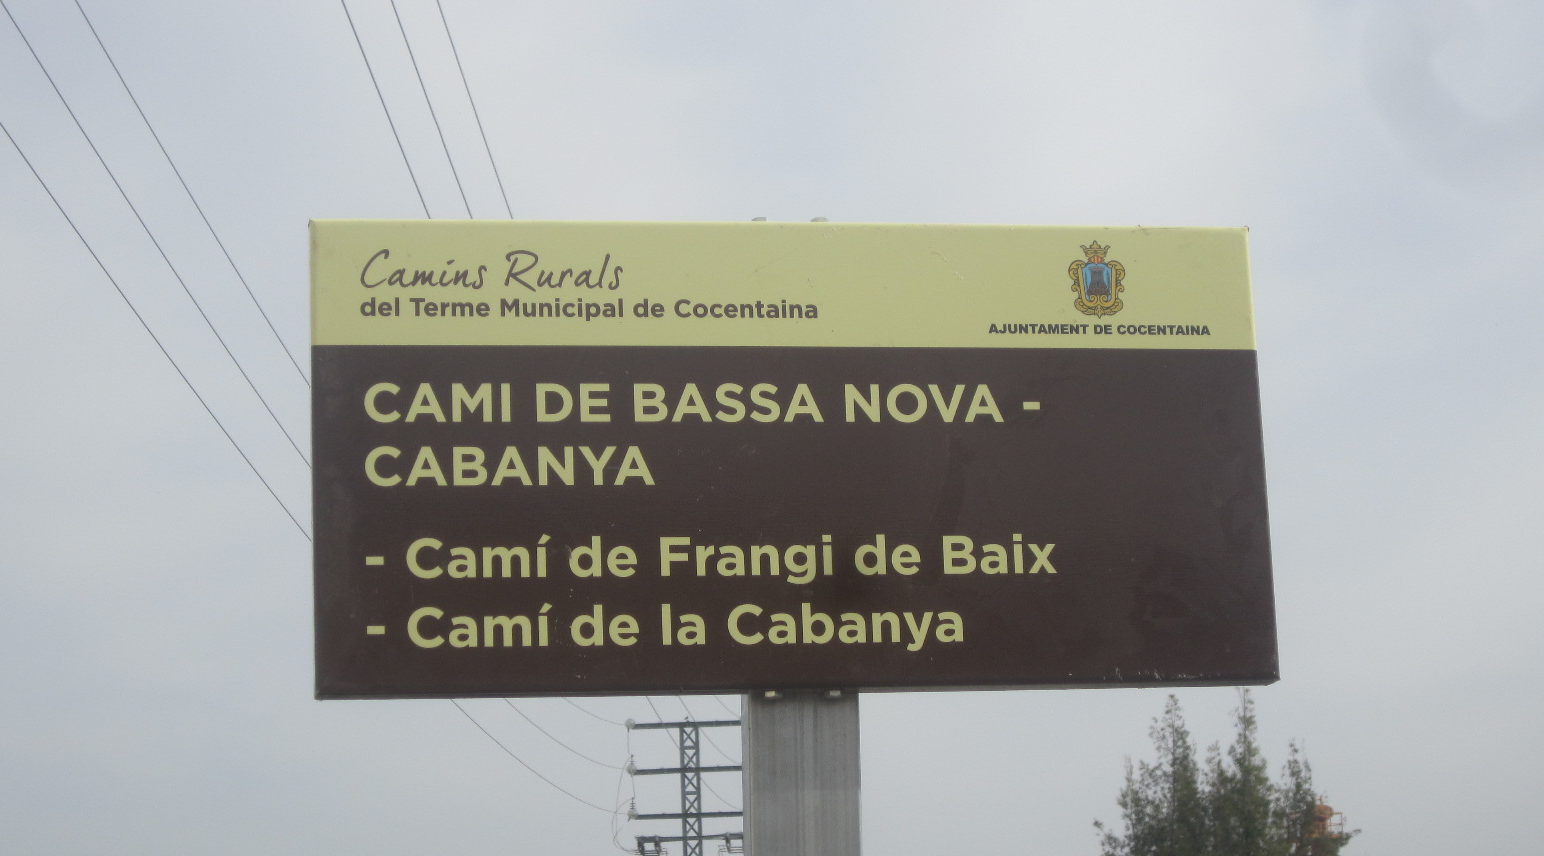 Camins Rurals
del Terme Municipal de Cocentaina
AJUNTAMENT DE COCENTAINA
CAMI DE BASSA NOVA -
CABANYA
- Camí de Frangi de Baix
- Camí de la Cabanya